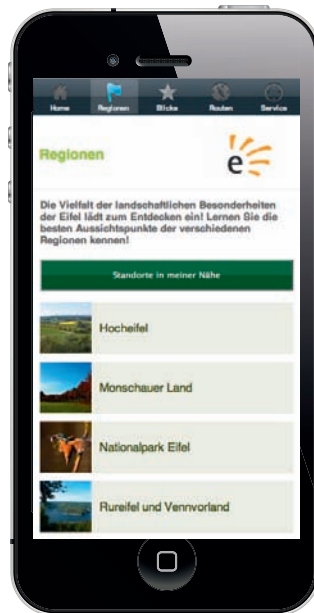 Home Regionen Blicke Routen Service
Regionen
e
Die Vielfalt der landschaftlichen Besonderheiten
der Eifel lädt zum Entdecken ein! Lernen Sie die
besten Aussichtspunkte der verschiedenen
Regionen kennen!
Standorte in meiner Nähe
Hocheifel
Monschauer Land
Nationalpark Eifel
Rureifel und Vennvorland